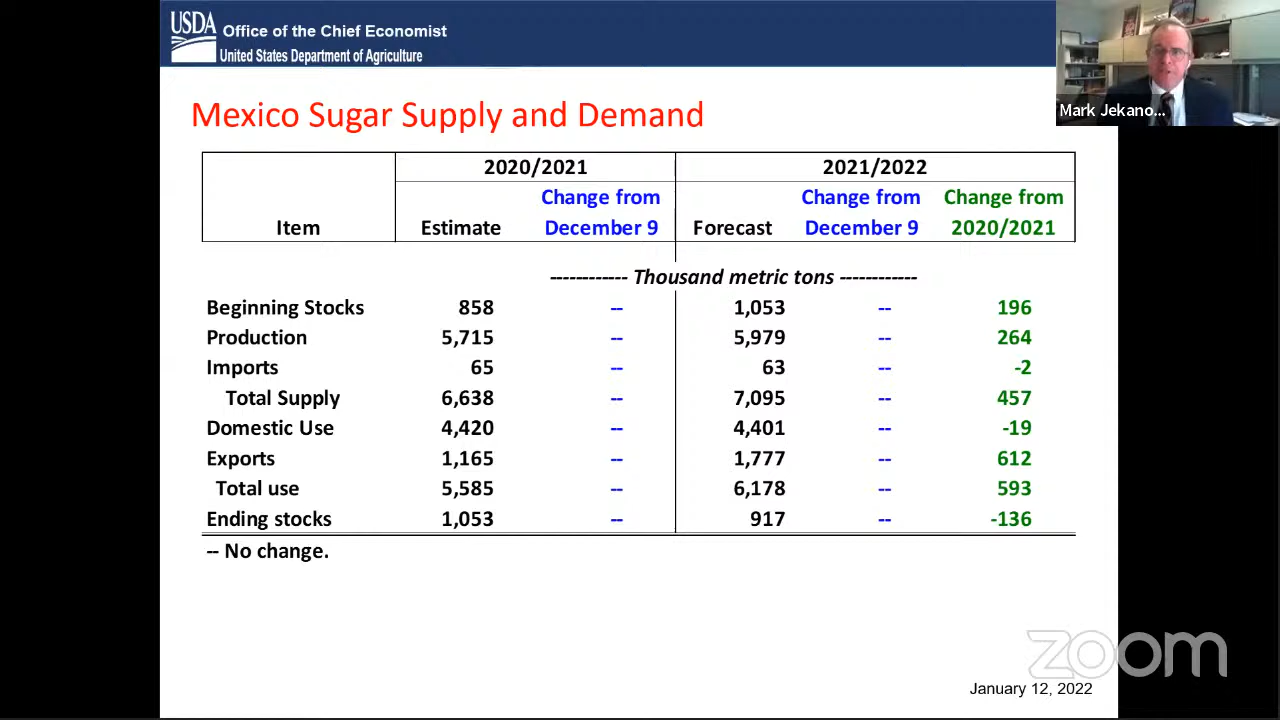 USDA Office of the Chief Economist
United States Department of Agriculture
Mark Jekano...
Mexico Sugar Supply and Demand
2020/2021 2021/2022
Change from Change from Change from
Item Estimate December 9 Forecast December 9 2020/2021
------------ Thousand metric tons ------------
Beginning Stocks 858 -- 1,053 -- 196
Production 5,715 -- 5,979 -- 264
Imports 65 -- 63 -- -2
Total Supply 6,638 -- 7,095 -- 457
Domestic Use 4,420 -- 4,401 -- -19
Exports 1,165 -- 1,777 -- 612
Total use 5,585 -- 6,178 -- 593
Ending stocks 1,053 -- 917 -- -136
-- No change.
zoom
January 12, 2022